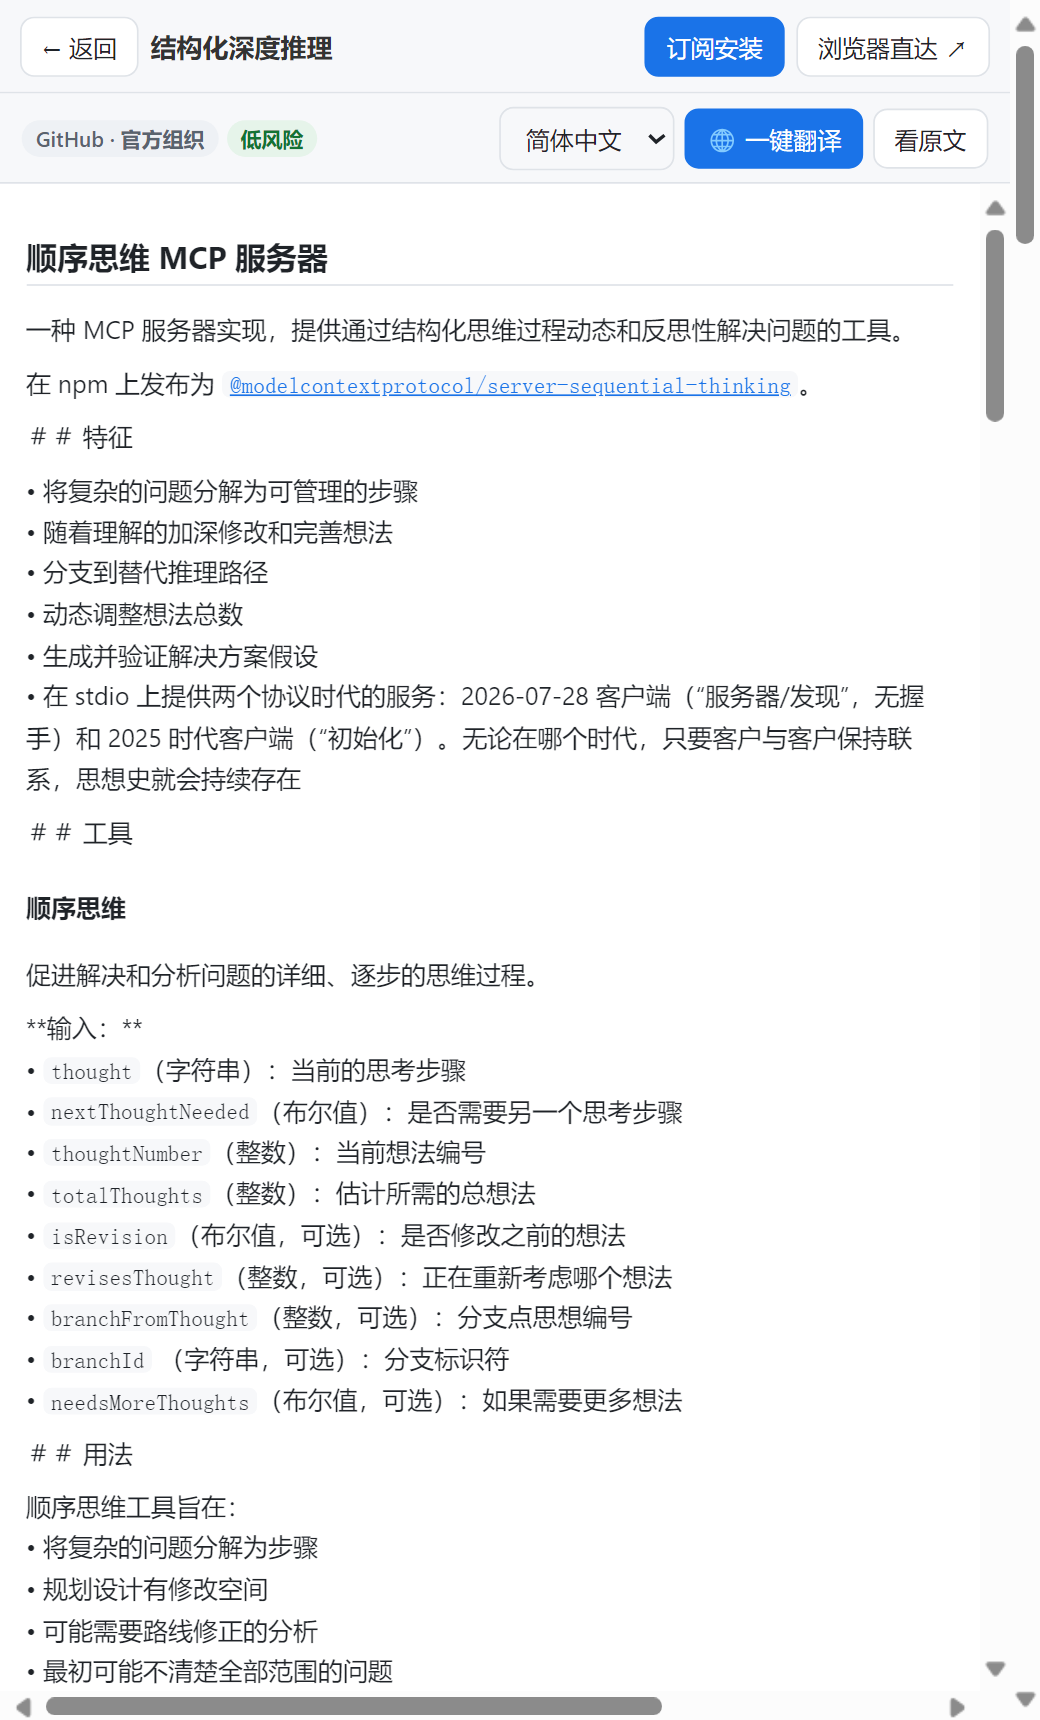 ← 返回 结构化深度推理 订阅安装 浏览器直达 ↗
GitHub · 官方组织 低风险 简体中文 🌐 一键翻译 看原文
顺序思维 MCP 服务器
一种 MCP 服务器实现，提供通过结构化思维过程动态和反思性解决问题的工具。
在 npm 上发布为 @modelcontextprotocol/server-sequential-thinking 。
＃＃ 特征
• 将复杂的问题分解为可管理的步骤
• 随着理解的加深修改和完善想法
• 分支到替代推理路径
• 动态调整想法总数
• 生成并验证解决方案假设
• 在 stdio 上提供两个协议时代的服务：2026-07-28 客户端（“服务器/发现”，无握
手）和 2025 时代客户端（“初始化”）。无论在哪个时代，只要客户与客户保持联
系，思想史就会持续存在
＃＃ 工具
顺序思维
促进解决和分析问题的详细、逐步的思维过程。
**输入：**
• thought （字符串）：当前的思考步骤
• nextThoughtNeeded （布尔值）：是否需要另一个思考步骤
• thoughtNumber （整数）：当前想法编号
• totalThoughts （整数）：估计所需的总想法
• isRevision （布尔值，可选）：是否修改之前的想法
• revisesThought （整数，可选）：正在重新考虑哪个想法
• branchFromThought （整数，可选）：分支点思想编号
• branchId （字符串，可选）：分支标识符
• needsMoreThoughts （布尔值，可选）：如果需要更多想法
＃＃ 用法
顺序思维工具旨在：
• 将复杂的问题分解为步骤
• 规划设计有修改空间
• 可能需要路线修正的分析
• 最初可能不清楚全部范围的问题